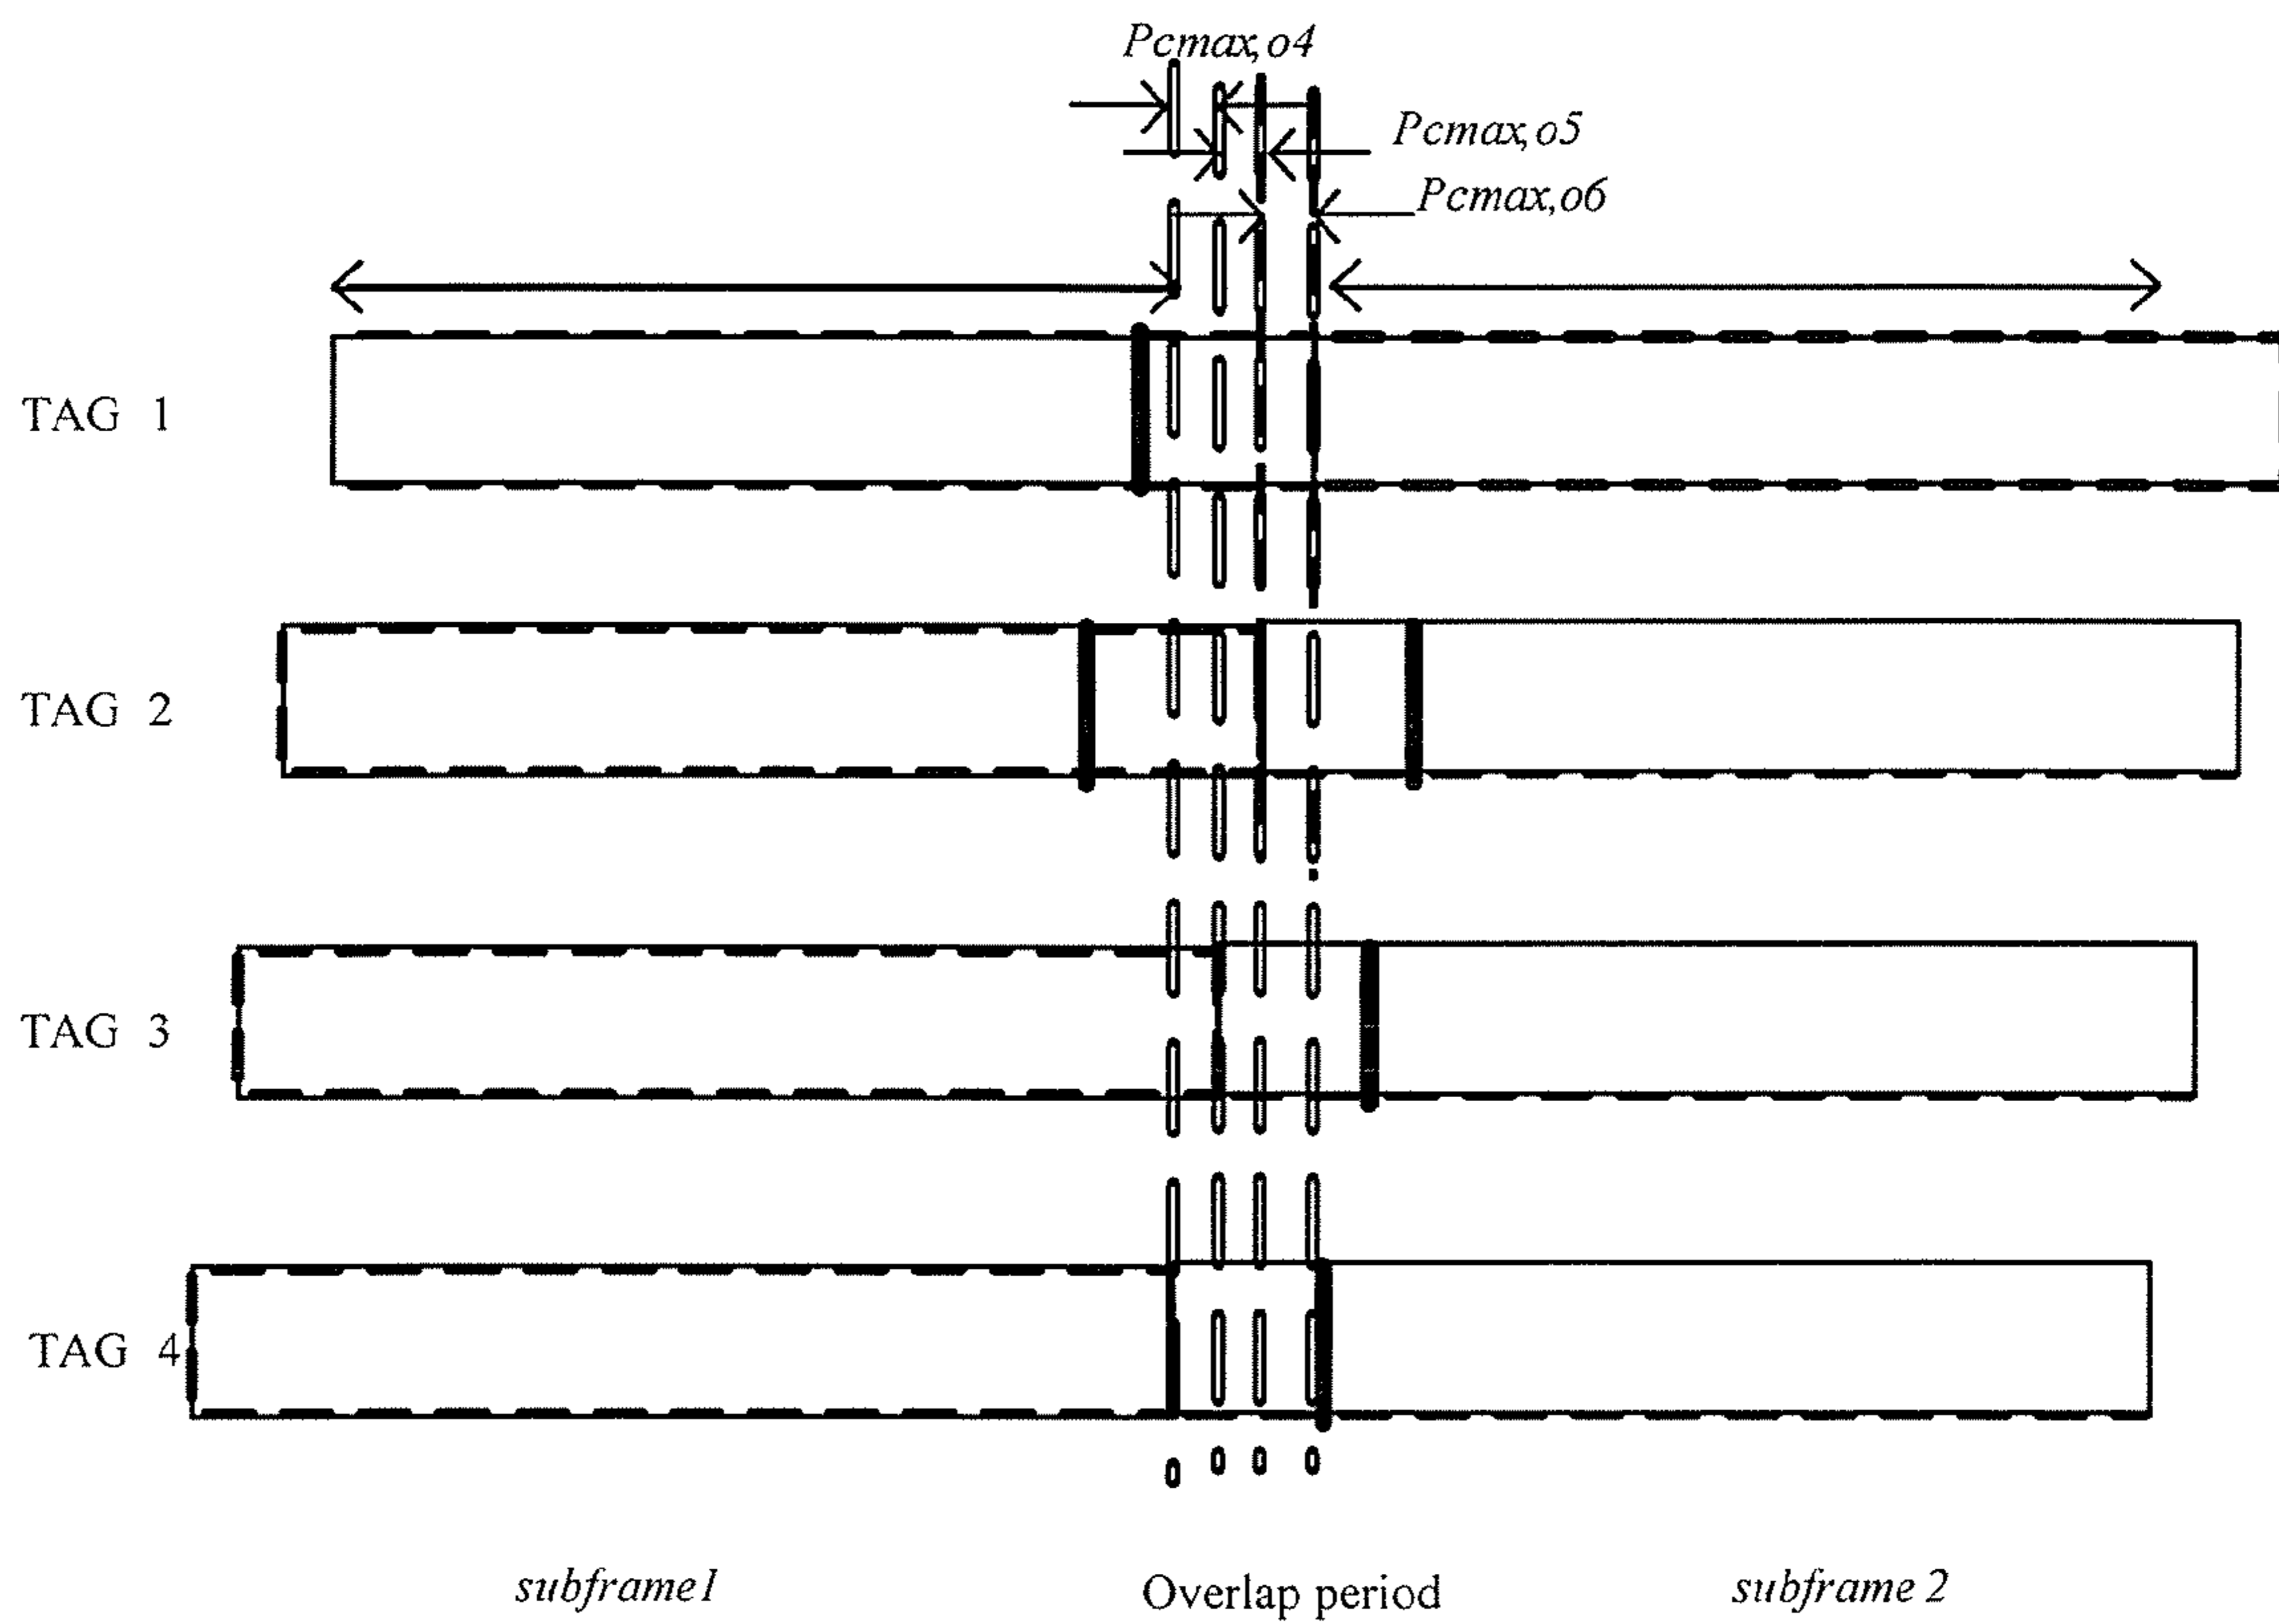 Pcmax,o4
Pcmax,o5
Pcmax,o6
TAG 1
TAG 2
TAG 3
TAG 4
subframe1 Overlap period subframe 2